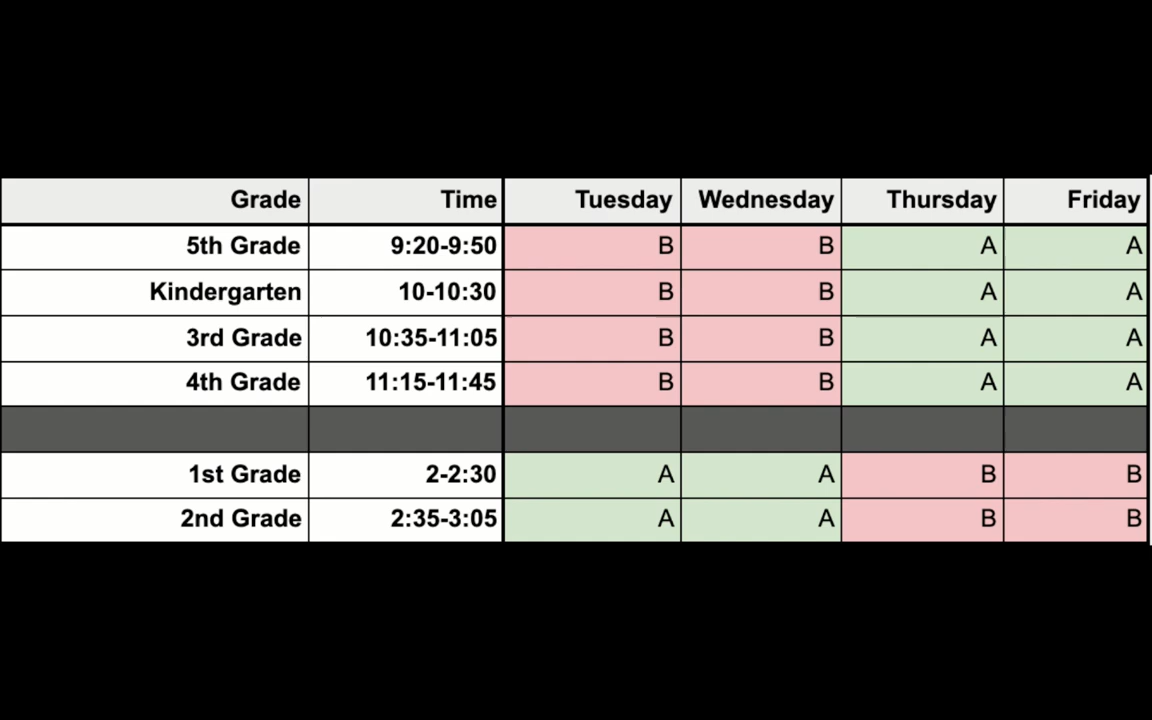 Grade Time Tuesday Wednesday Thursday Friday
5th Grade 9:20-9:50 B B A A
Kindergarten 10-10:30 B B A A
3rd Grade 10:35-11:05 B B A A
4th Grade 11:15-11:45 B B A A
1st Grade 2-2:30 A A B B
2nd Grade 2:35-3:05 A A B B